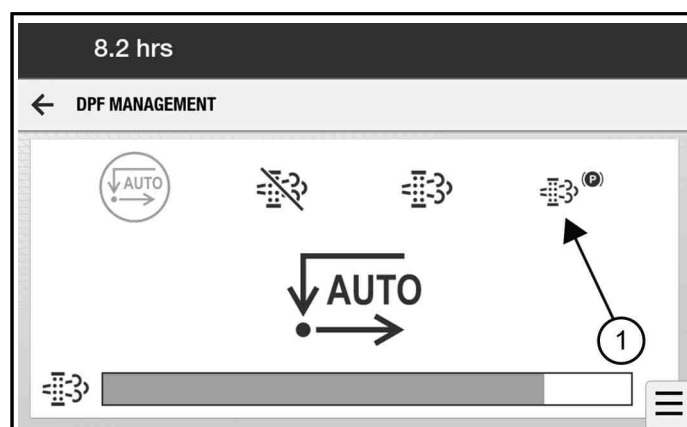 8.2 hrs
DPF MANAGEMENT
AUTO
(P)
AUTO
1